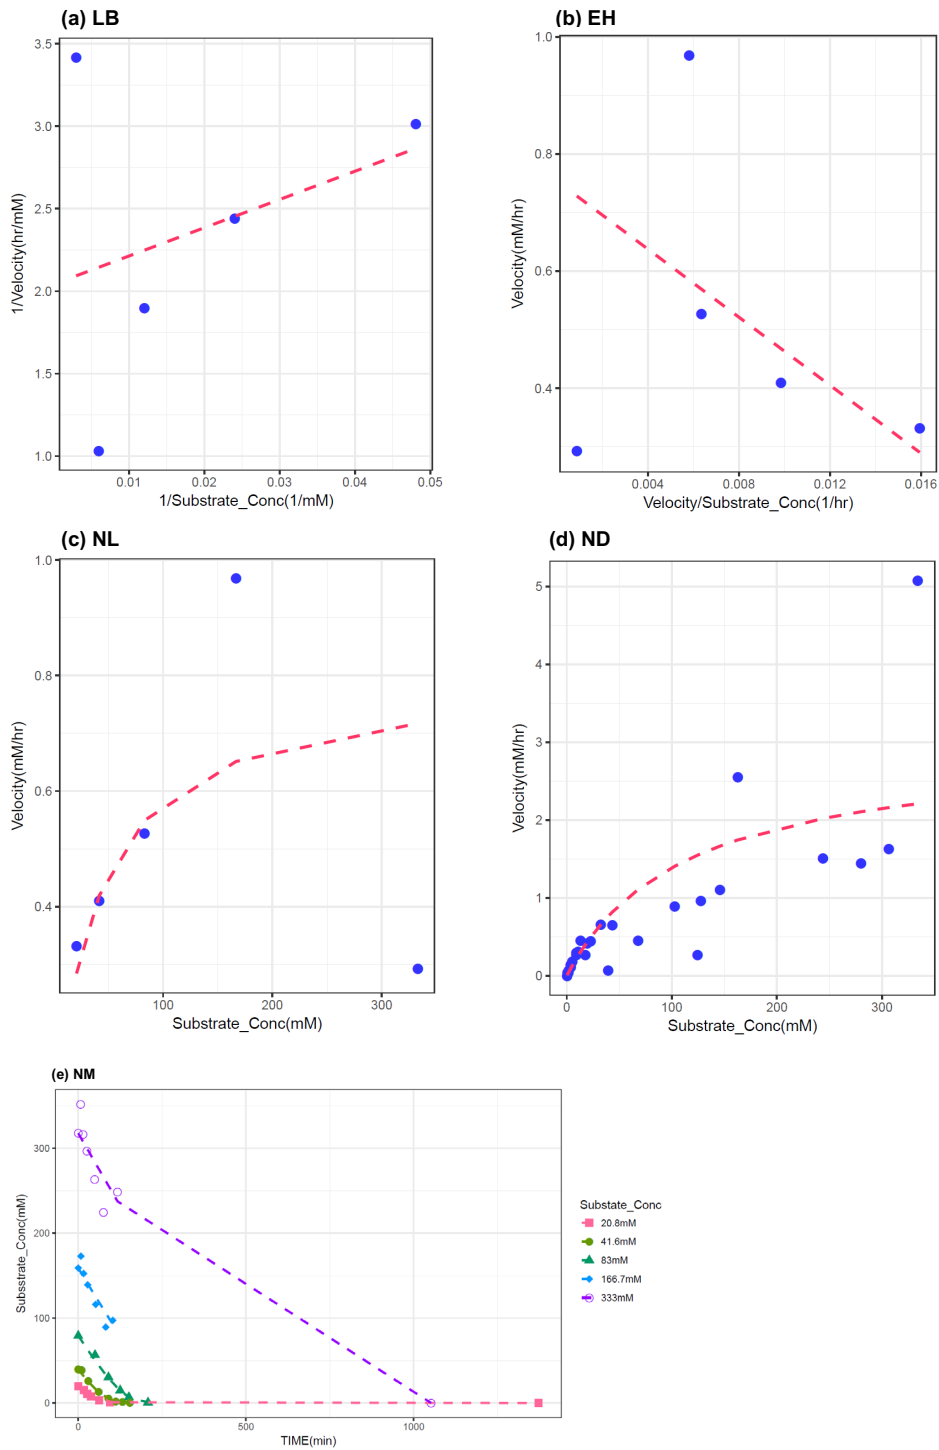 (a) LB
3.5
3.0
2.5
2.0
1.5
1.0
1/Velocity(hr/mM)
0.01 0.02 0.03 0.04 0.05
1/Substrate_Conc(1/mM)
(b) EH
1.0
0.8
0.6
0.4
Velocity(mM/hr)
0.004 0.008 0.012 0.016
Velocity/Substrate_Conc(1/hr)
(c) NL
1.0
0.8
0.6
0.4
Velocity(mM/hr)
100 200 300
Substrate_Conc(mM)
(d) ND
5
4
3
2
1
0
Velocity(mM/hr)
0 100 200 300
Substrate_Conc(mM)
(e) NM
300
200
100
0
Subsstrate_Conc(mM)
0 500 1000
TIME(min)
Substate_Conc
20.8mM
41.6mM
83mM
166.7mM
333mM